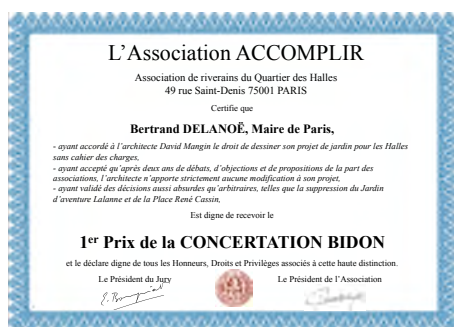 L'Association ACCOMPLIR
Association de riverains du Quartier des Halles
49 rue Saint-Denis 75001 PARIS
Certifie que
Bertrand DELANOË, Maire de Paris,
- ayant accordé à l'architecte David Mangin le droit de dessiner son projet de jardin pour les Halles
sans cahier des charges,
- ayant accepté qu'après deux ans de débats, d'objections et de propositions de la part des
associations, l'architecte n'apporte strictement aucune modification à son projet,
- ayant validé des décisions aussi absurdes qu'arbitraires, telles que la suppression du Jardin
d'aventure Lalanne et de la Place René Cassin,
Est digne de recevoir le
1er Prix de la CONCERTATION BIDON
et le déclare digne de tous les Honneurs, Droits et Privilèges associés à cette haute distinction.
Le Président du Jury
Le Président de l'Association